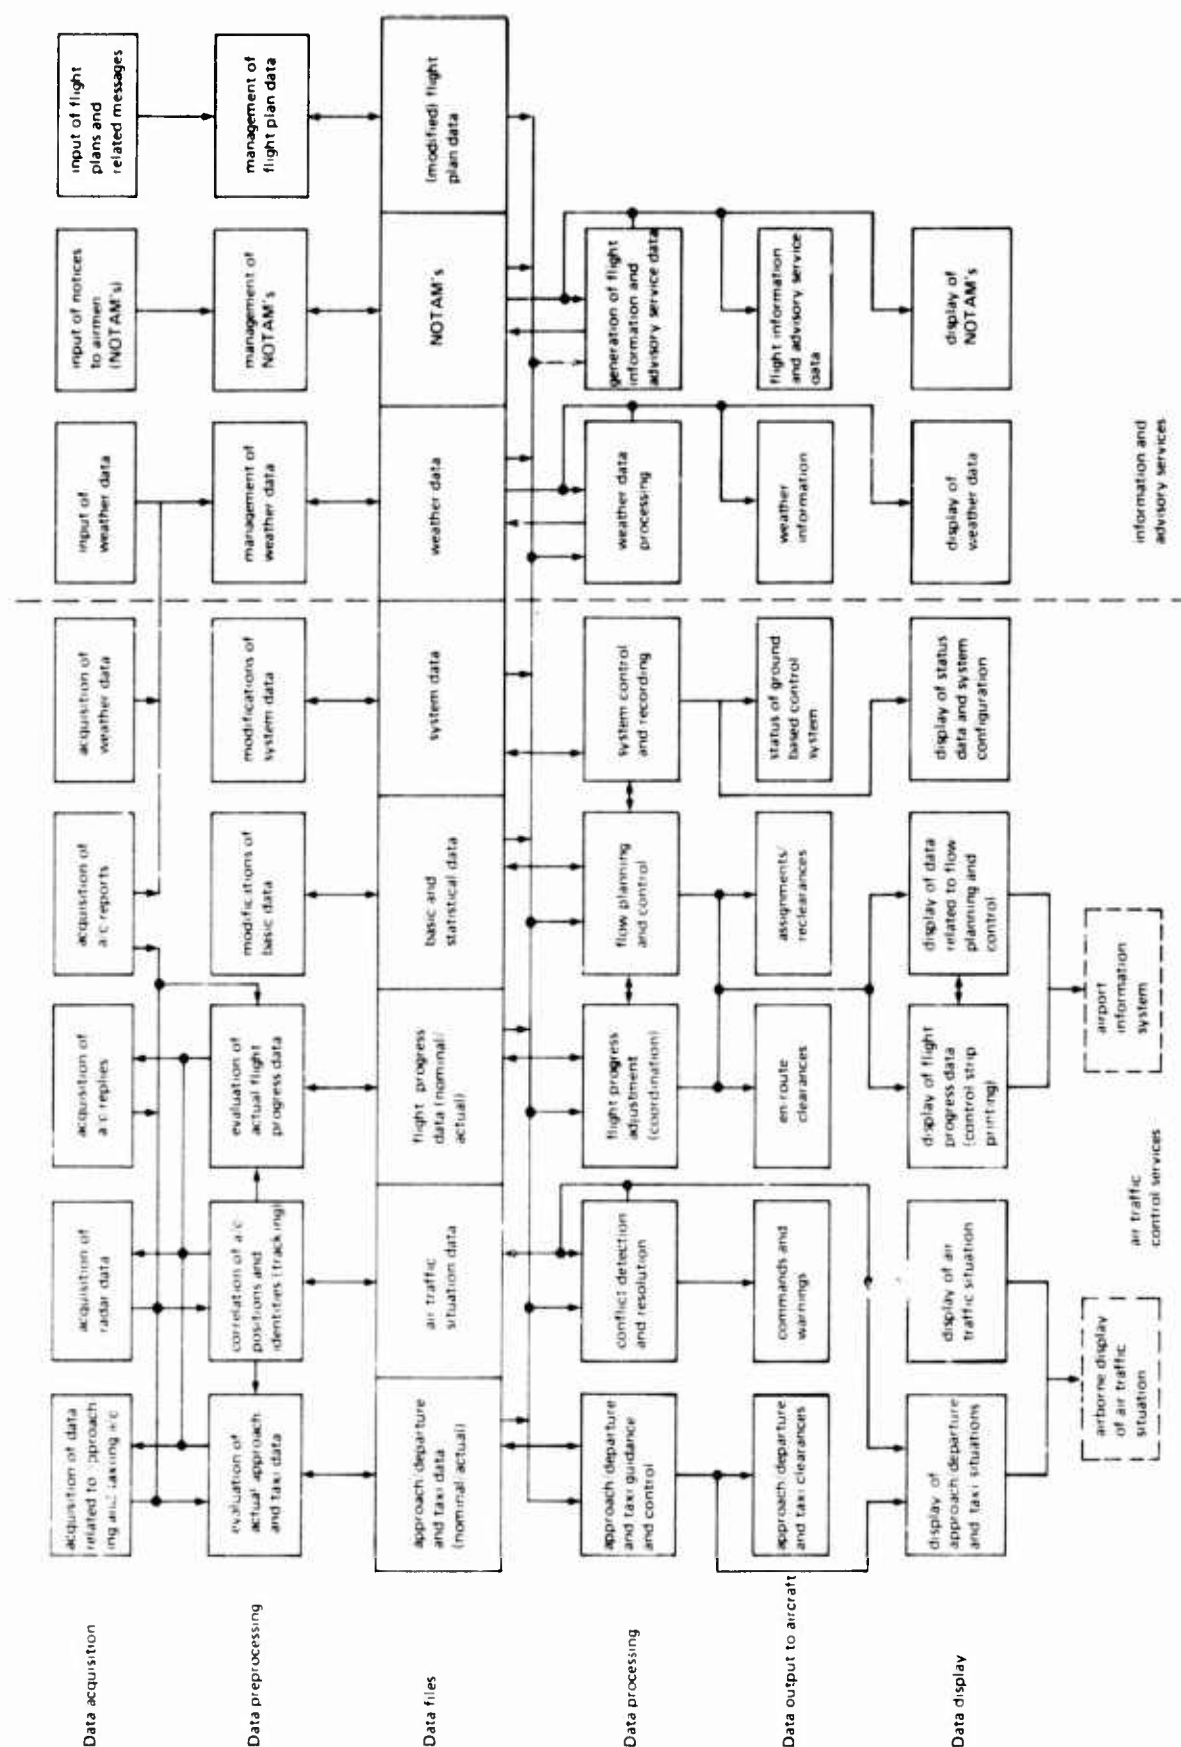 Data acquisition
acquisition of data
related to approach
ing and taxiing a/c
acquisition of
radar data
acquisition of
a/c replies
acquisition of
a/c reports
acquisition of
weather data
input of
weather data
input of notices
to airmen
(NOTAM's)
input of flight
plans and
related messages
Data preprocessing
evaluation of
actual approach
and taxi data
correlation of a/c
positions and
identities (tracking)
evaluation of
actual flight
progress data
modifications of
basic data
modifications of
system data
management of
weather data
management of
NOTAM's
management of
flight plan data
Data files
approach departure
and taxi data
(nominal/actual)
air traffic
situation data
flight progress
data (nominal/
actual)
basic and
statistical data
system data
weather data
NOTAM's
(modified) flight
plan data
Data processing
approach departure
and taxi guidance
and control
conflict detection
and resolution
flight progress
adjustment
(coordination)
flow planning
and control
system control
and recording
weather data
processing
generation of flight
information and
advisory service data
Data output to aircraft
approach departure
and taxi clearances
commands and
warnings
en route
clearances
assignments/
reclearances
status of ground
based control
system
weather
information
flight information
and advisory service
data
Data display
display of
approach departure
and taxi situations
display of air
traffic situation
display of flight
progress data
(control strip
printing)
display of data
related to flow
planning and
control
display of status
data and system
configuration
display of
weather data
display of
NOTAM's
airborne display
of air traffic
situation
air traffic
control services
airport
information
system
information and
advisory services